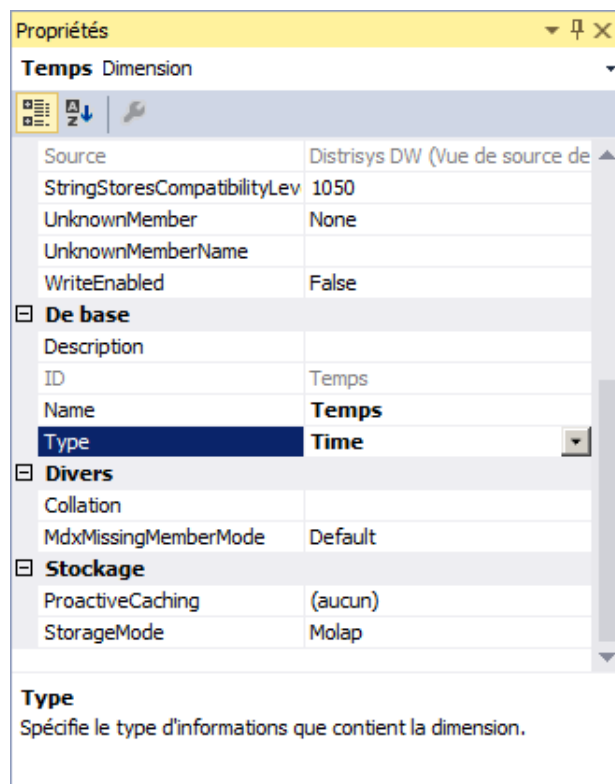 Propriétés
Temps Dimension
Source Distrisys DW (Vue de source de
StringStoresCompatibilityLev 1050
UnknownMember None
UnknownMemberName
WriteEnabled False
De base
Description
ID Temps
Name Temps
Type Time
Divers
Collation
MdxMissingMemberMode Default
Stockage
ProactiveCaching (aucun)
StorageMode Molap
Type
Spécifie le type d'informations que contient la dimension.